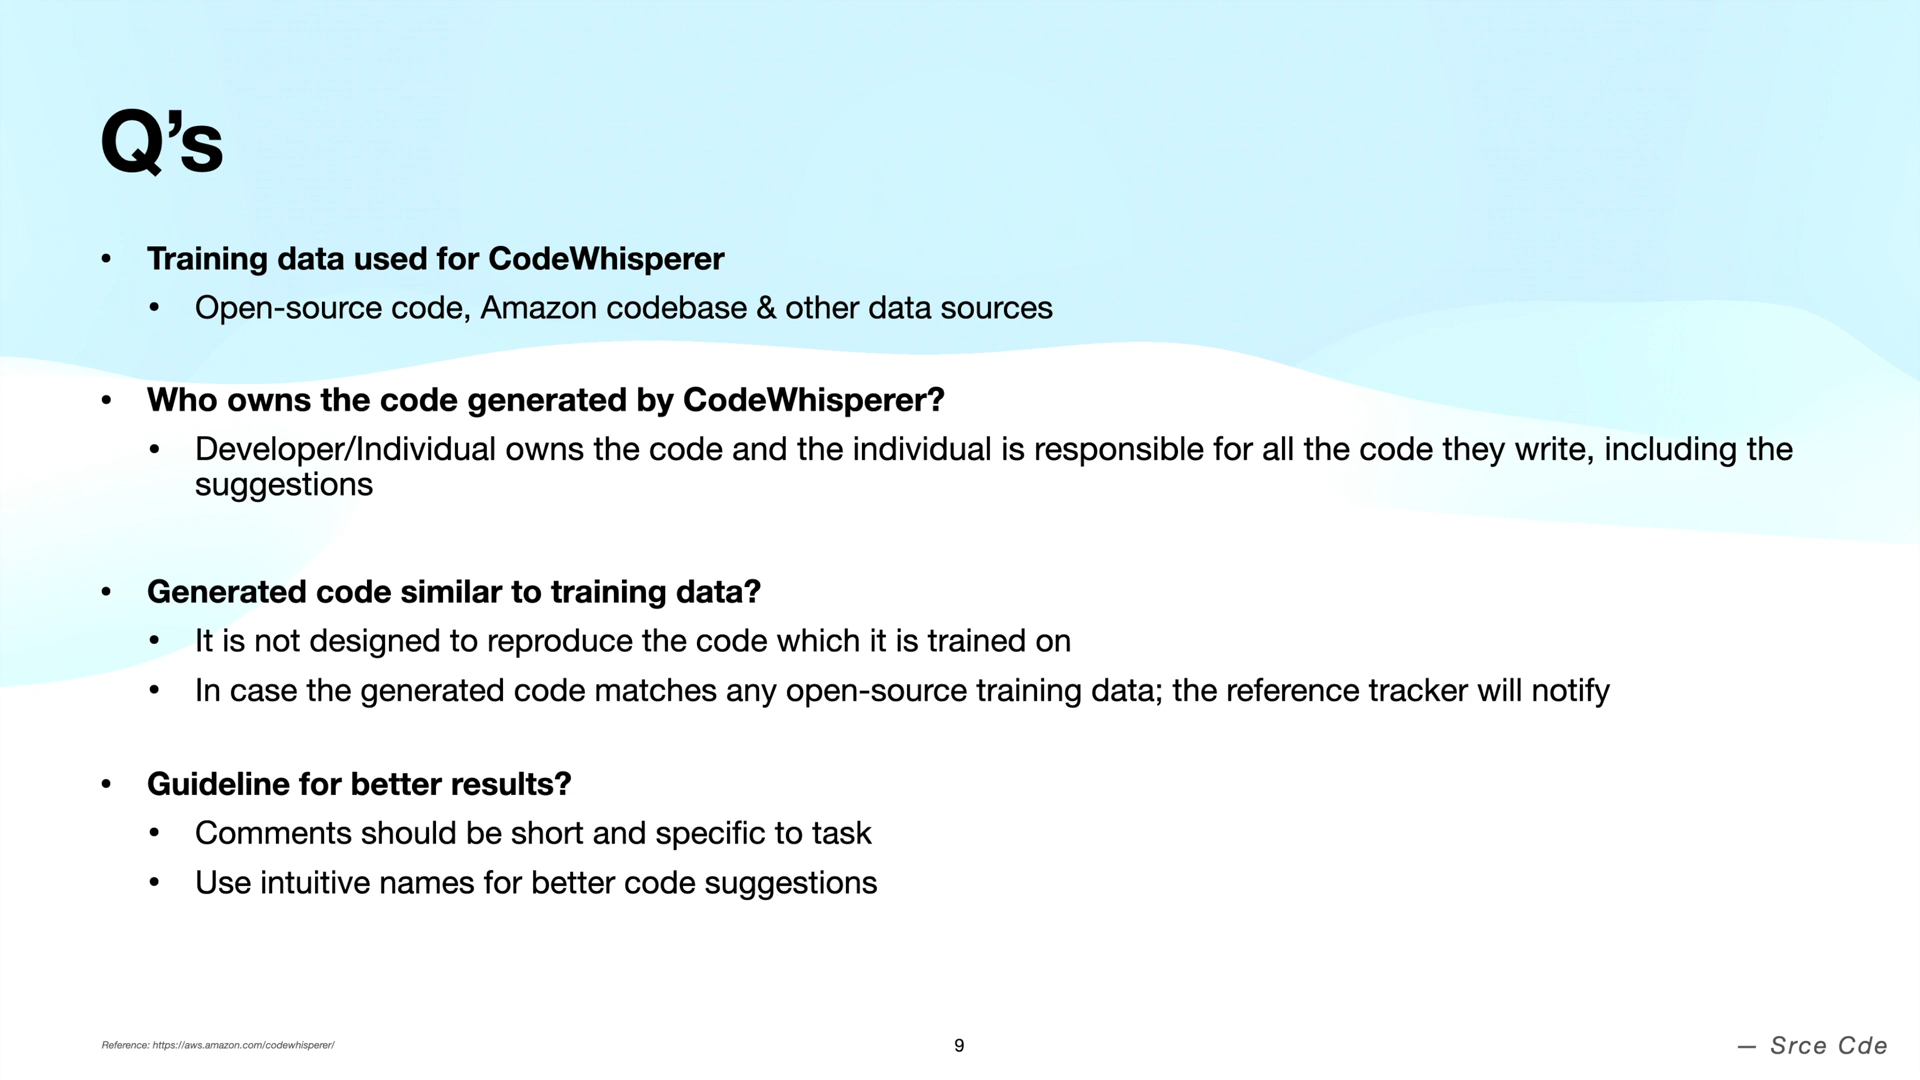 Q’s
• Training data used for CodeWhisperer
• Open-source code, Amazon codebase & other data sources
• Who owns the code generated by CodeWhisperer?
• Developer/Individual owns the code and the individual is responsible for all the code they write, including the
suggestions
• Generated code similar to training data?
• It is not designed to reproduce the code which it is trained on
• In case the generated code matches any open-source training data; the reference tracker will notify
• Guideline for better results?
• Comments should be short and specific to task
• Use intuitive names for better code suggestions
Reference: https://aws.amazon.com/codewhisperer/
9
— Srce Cde